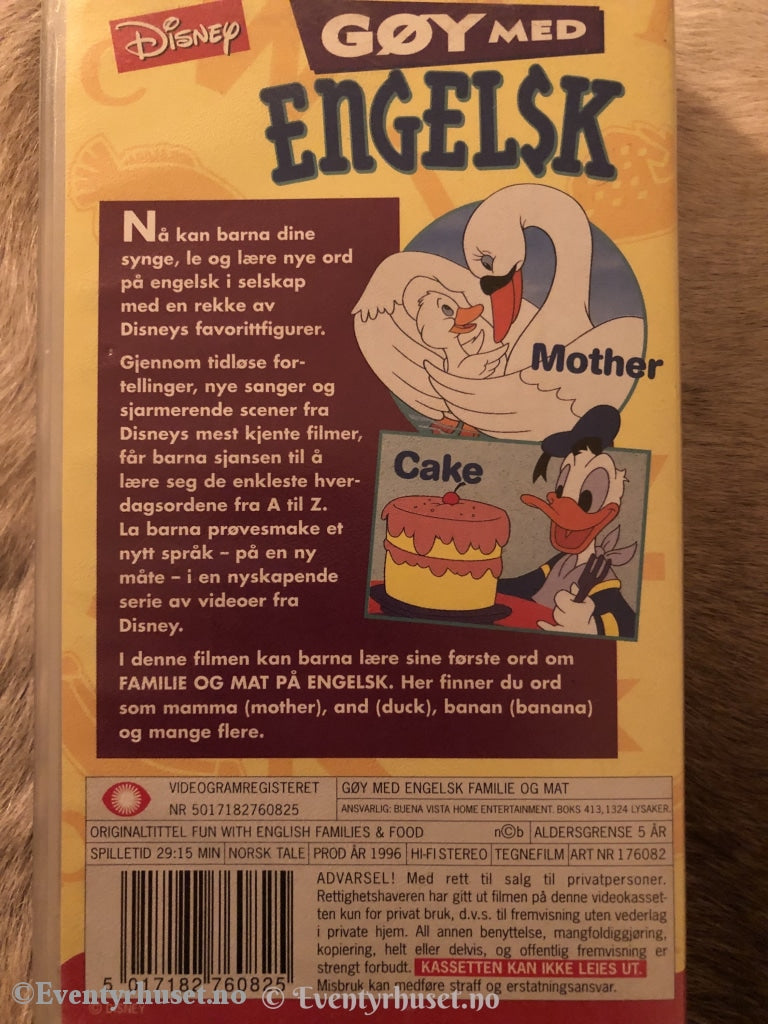 Disney
GØY MED
ENGELSK
Nå kan barna dine
synge, le og lære nye ord
på engelsk i selskap
med en rekke av
Disneys favorittfigurer.
Gjennom tidløse for-
tellinger, nye sanger og
sjarmerende scener fra
Disneys mest kjente filmer,
får barna sjansen til å
lære seg de enkleste hver-
dagsordene fra A til Z.
La barna prøvesmake et
nytt språk – på en ny
måte – i en nyskapende
serie av videoer fra
Disney.
Mother
Cake
I denne filmen kan barna lære sine første ord om
FAMILIE OG MAT PÅ ENGELSK. Her finner du ord
som mamma (mother), and (duck), banan (banana)
og mange flere.
VIDEOGRAMREGISTERET
NR 5017182760825
GØY MED ENGELSK FAMILIE OG MAT
ANSVARLIG: BUENA VISTA HOME ENTERTAINMENT. BOKS 413, 1324 LYSAKER.
ORIGINALTITTEL FUN WITH ENGLISH FAMILIES & FOOD n©b ALDERSGRENSE 5 ÅR
SPILLETID 29:15 MIN NORSK TALE PROD ÅR 1996 HI-FI STEREO TEGNEFILM ART NR 176082
ADVARSEL! Med rett til salg til privatpersoner.
Rettighetshaveren har gitt ut filmen på denne videokasset-
ten kun for privat bruk, d.v.s. til fremvisning uten vederlag
i private hjem. All annen benyttelse, mangfoldiggjøring,
kopiering, helt eller delvis, og offentlig fremvisning er
strengt forbudt. KASSETTEN KAN IKKE LEIES UT.
Misbruk kan medføre straff og erstatningsansvar.
5 017182 760825
©Eventyrhuset.no © Eventyrhuset.no
© DISNEY